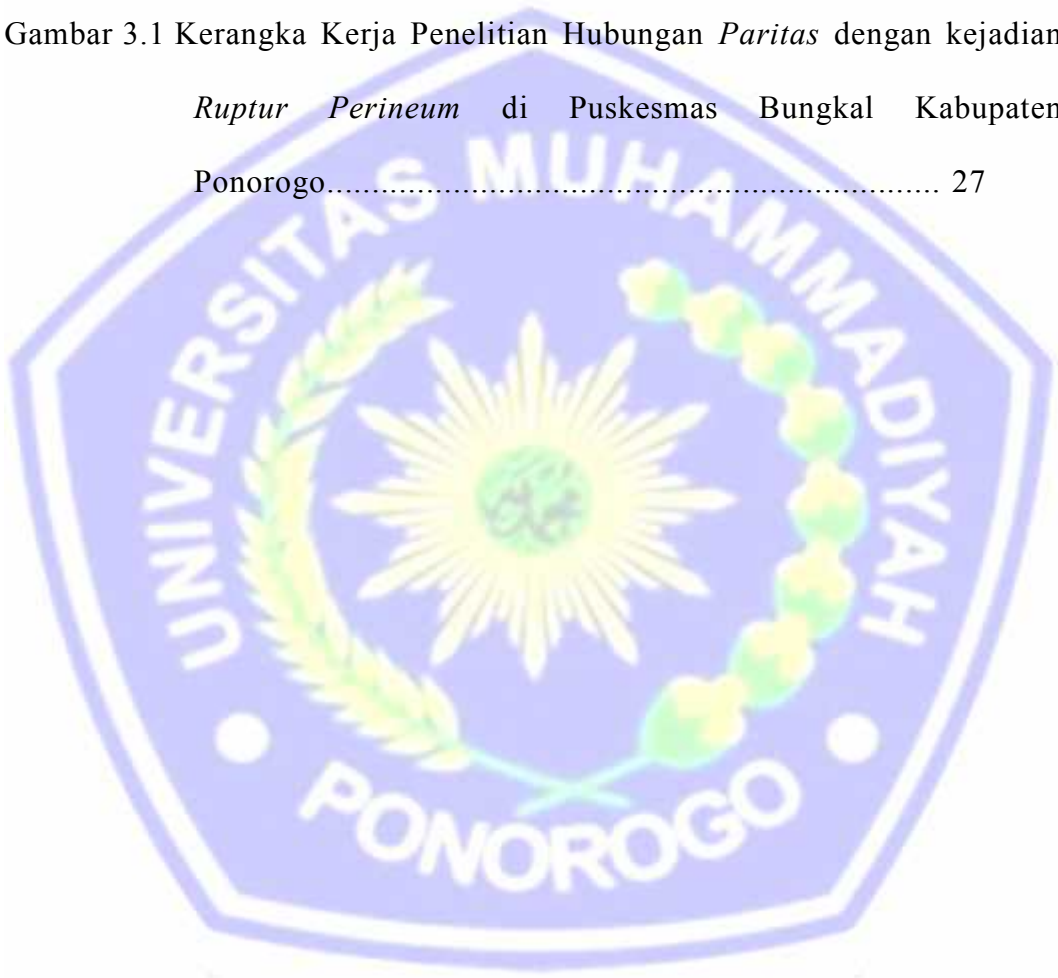 Gambar 3.1 Kerangka Kerja Penelitian Hubungan Paritas dengan kejadian
Ruptur Perineum di Puskesmas Bungkal Kabupaten
Ponorogo.................................................................... 27
UNIVERSITAS MUHAMMADIYAH
PONOROGO